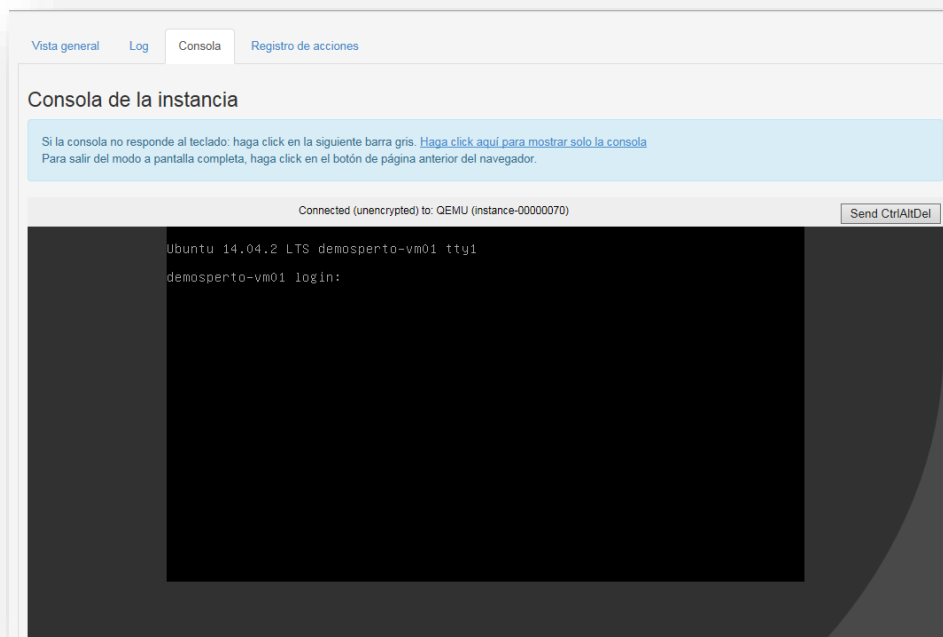 Vista general Log Consola Registro de acciones
Consola de la instancia
Si la consola no responde al teclado: haga click en la siguiente barra gris. Haga click aquí para mostrar solo la consola
Para salir del modo a pantalla completa, haga click en el botón de página anterior del navegador.
Connected (unencrypted) to: QEMU (instance-00000070) Send CtrlAltDel
Ubuntu 14.04.2 LTS demosperto-vm01 tty1
demosperto-vm01 login: